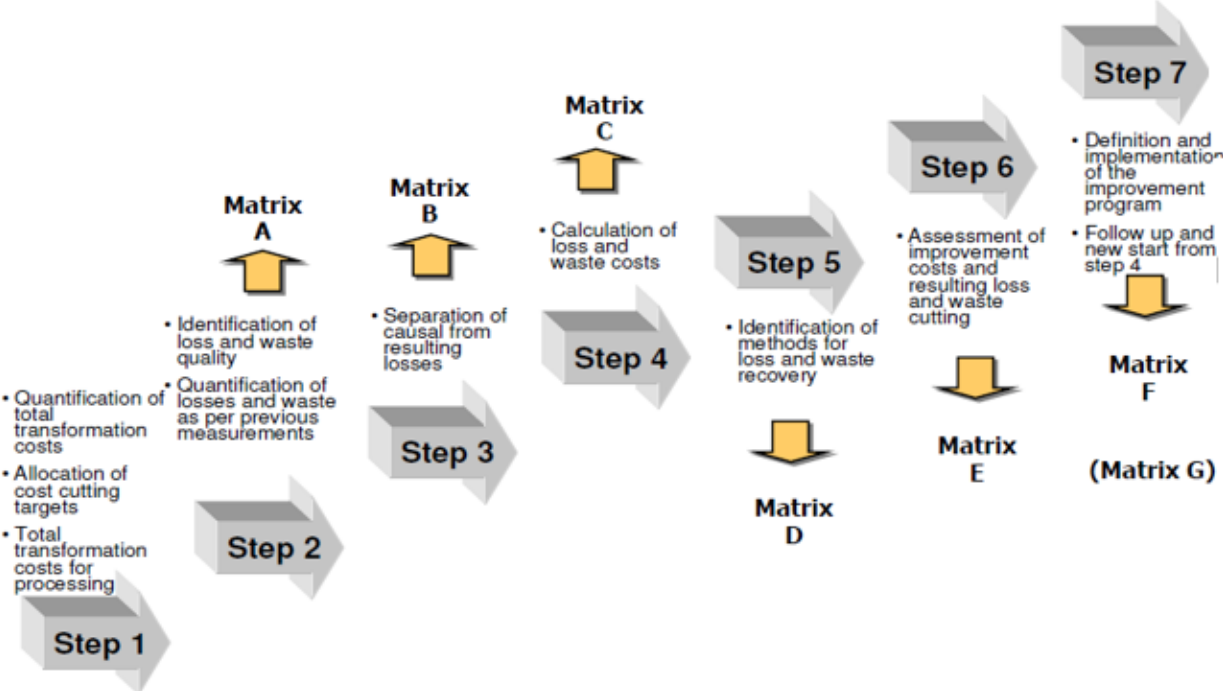 • Quantification of
total
transformation
costs
• Allocation of
cost cutting
targets
• Total
transformation
costs for
processing
Step 1
Matrix
A
• Identification of
loss and waste
quality
• Quantification of
losses and waste
as per previous
measurements
Step 2
Matrix
B
• Separation of
causal from
resulting
losses
Step 3
Matrix
C
• Calculation of
loss and
waste costs
Step 4
Step 5
• Identification of
methods for
loss and waste
recovery
Matrix
D
Step 6
• Assessment of
improvement
costs and
resulting loss
and waste
cutting
Matrix
E
Step 7
• Definition and
implementation
of the
improvement
program
• Follow up and
new start from
step 4
Matrix
F
(Matrix G)